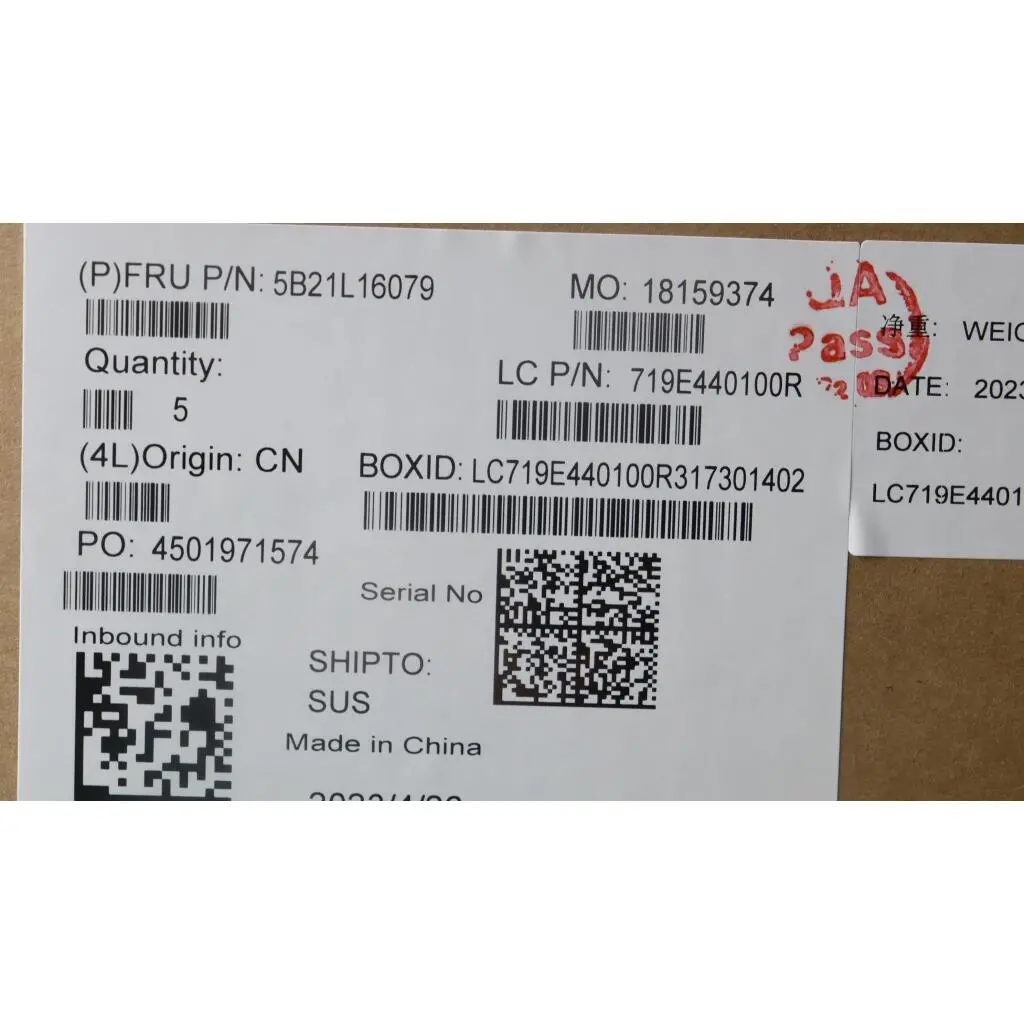 (P)FRU P/N: 5B21L16079
MO: 18159374
Quantity:
5
LC P/N: 719E440100R
(4L)Origin: CN
BOXID: LC719E440100R317301402
PO: 4501971574
Serial No
Inbound info
SHIPTO:
SUS
Made in China
Pass
净重: WEIG
DATE: 2023
BOXID:
LC719E4401